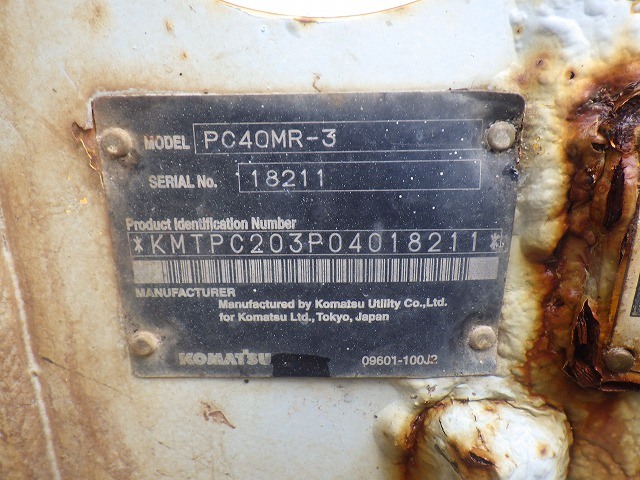 MODEL PC40MR-3
SERIAL No. 18211
Product Identification Number
*KMTPC203P04018211*
MANUFACTURER
Manufactured by Komatsu Utility Co.,Ltd.
for Komatsu Ltd.,Tokyo, Japan
KOMATSU 09601-100J2